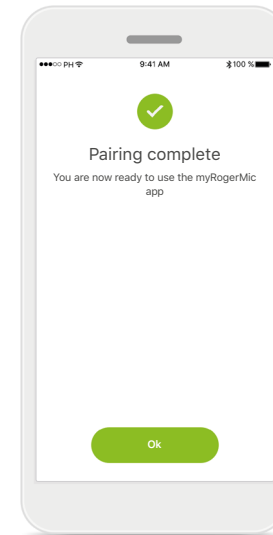 PH 9:41 AM 100 %
Pairing complete
You are now ready to use the myRogerMic
app
Ok